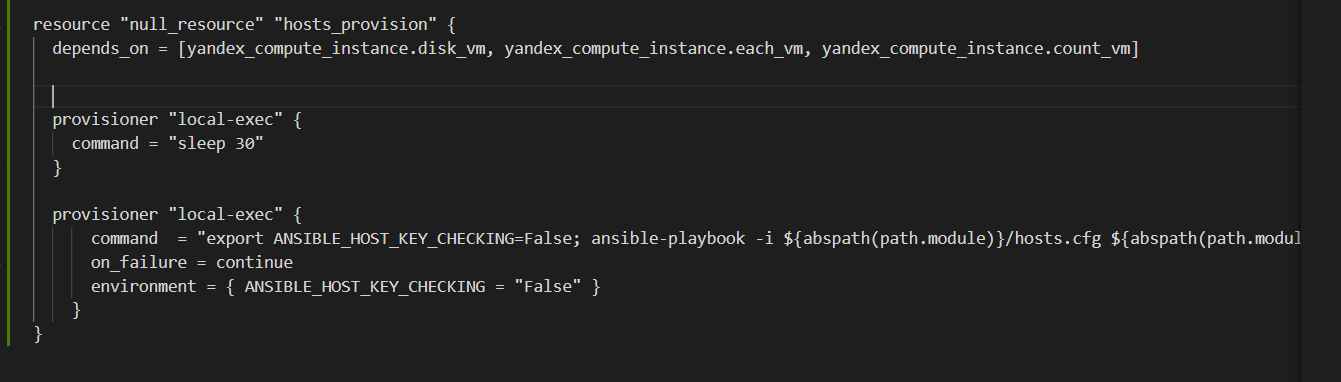 resource "null_resource" "hosts_provision" {
depends_on = [yandex_compute_instance.disk_vm, yandex_compute_instance.each_vm, yandex_compute_instance.count_vm]
provisioner "local-exec" {
command = "sleep 30"
}
provisioner "local-exec" {
command  = "export ANSIBLE_HOST_KEY_CHECKING=False; ansible-playbook -i ${abspath(path.module)}/hosts.cfg ${abspath(path.modul
on_failure = continue
environment = { ANSIBLE_HOST_KEY_CHECKING = "False" }
}
}